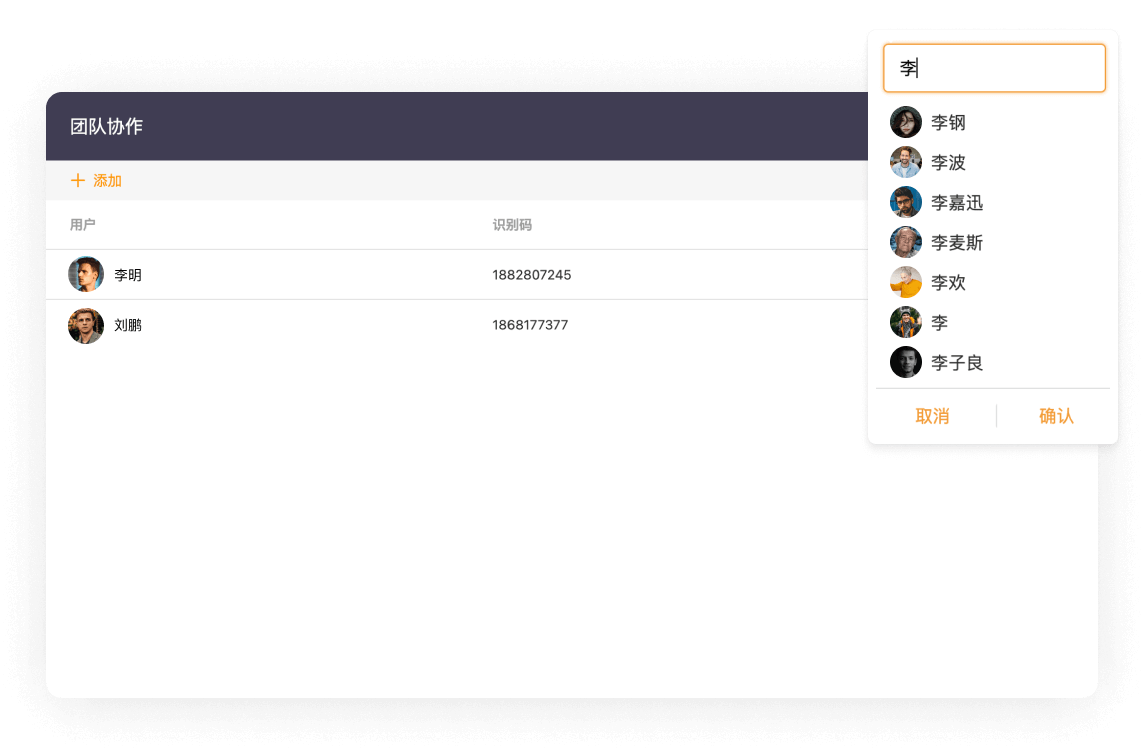 团队协作
添加
用户 识别码
李明 1882807245
刘鹏 1868177377
李
李钢
李波
李嘉迅
李麦斯
李欢
李
李子良
取消 确认